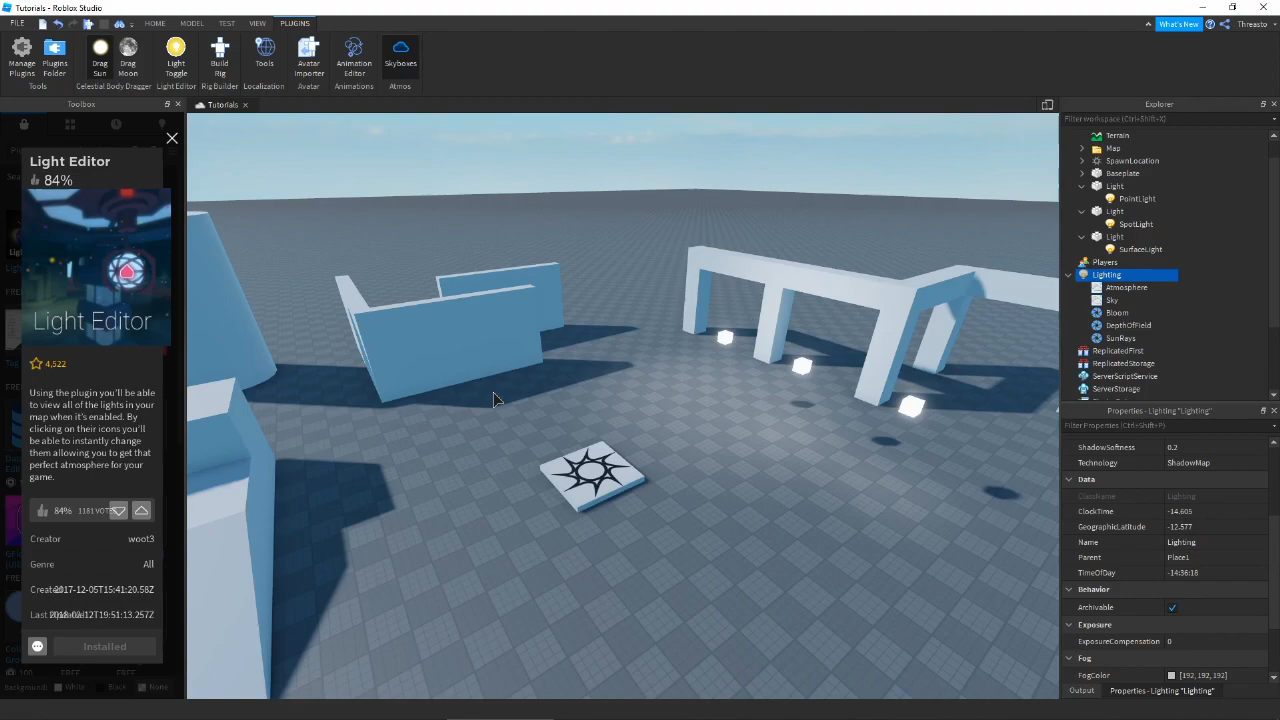 Tutorials - Roblox Studio
FILE
HOME
MODEL
TEST
VIEW
PLUGINS
What's New
Threasto
Manage Plugins
Plugins Folder
Drag Sun
Drag Moon
Light Toggle
Build Rig
Tools
Avatar Importer
Animation Editor
Skyboxes
Tools
Celestial Body Dragger
Light Editor
Rig Builder
Localization
Avatar
Animations
Atmos
Toolbox
Tutorials
Light Editor
84%
Light Editor
4,522
Using the plugin you'll be able
to view all of the lights in your
map when it's enabled. By
clicking on their icons you'll
be able to instantly change
them allowing you to get that
perfect atmosphere for your
game.
84%
1181 VOTES
Creator
woot3
Genre
All
Created
2017-12-05T15:41:20.58Z
Last
2018-02-12T19:51:13.257Z
Installed
Background:
White
Black
None
Explorer
Filter workspace (Ctrl+Shift+X)
Terrain
Map
SpawnLocation
Baseplate
Light
PointLight
Light
SpotLight
Light
SurfaceLight
Players
Lighting
Atmosphere
Sky
Bloom
DepthOfField
SunRays
ReplicatedFirst
ReplicatedStorage
ServerScriptService
ServerStorage
Properties - Lighting "Lighting"
Filter Properties (Ctrl+Shift+P)
ShadowSoftness 0.2
Technology ShadowMap
Data
ClassName Lighting
ClockTime -14.605
GeographicLatitude -12.577
Name Lighting
Parent Place1
TimeOfDay -14:36:18
Behavior
Archivable
Exposure
ExposureCompensation 0
Fog
FogColor [192, 192, 192]
Output
Properties - Lighting "Lighting"